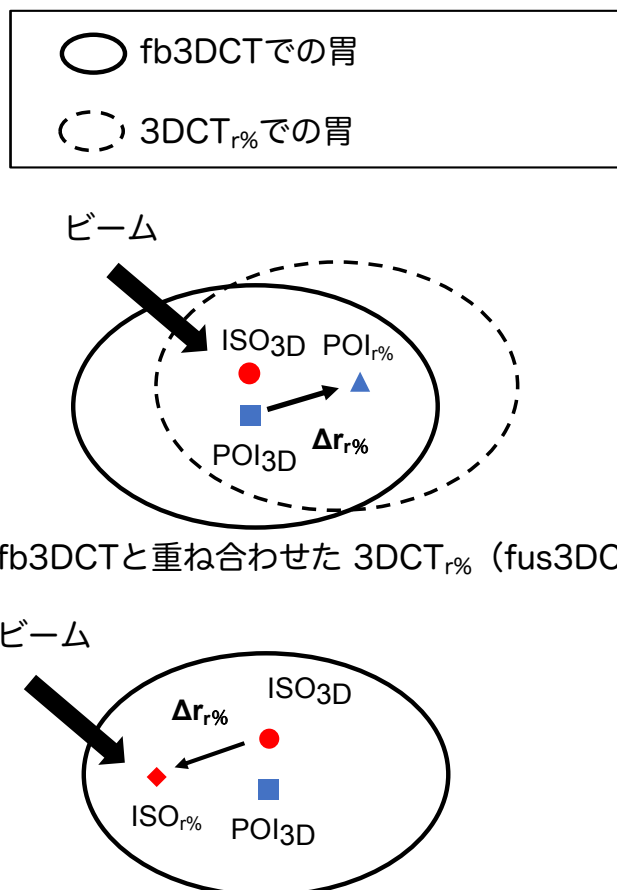 fb3DCTでの胃
3DCTr%での胃
ビーム
ISO3D POIr%
POI3D Δrr%
fb3DCTと重ね合わせた 3DCTr%（fus3DC
ビーム
ISO3D
Δrr%
ISOr% POI3D